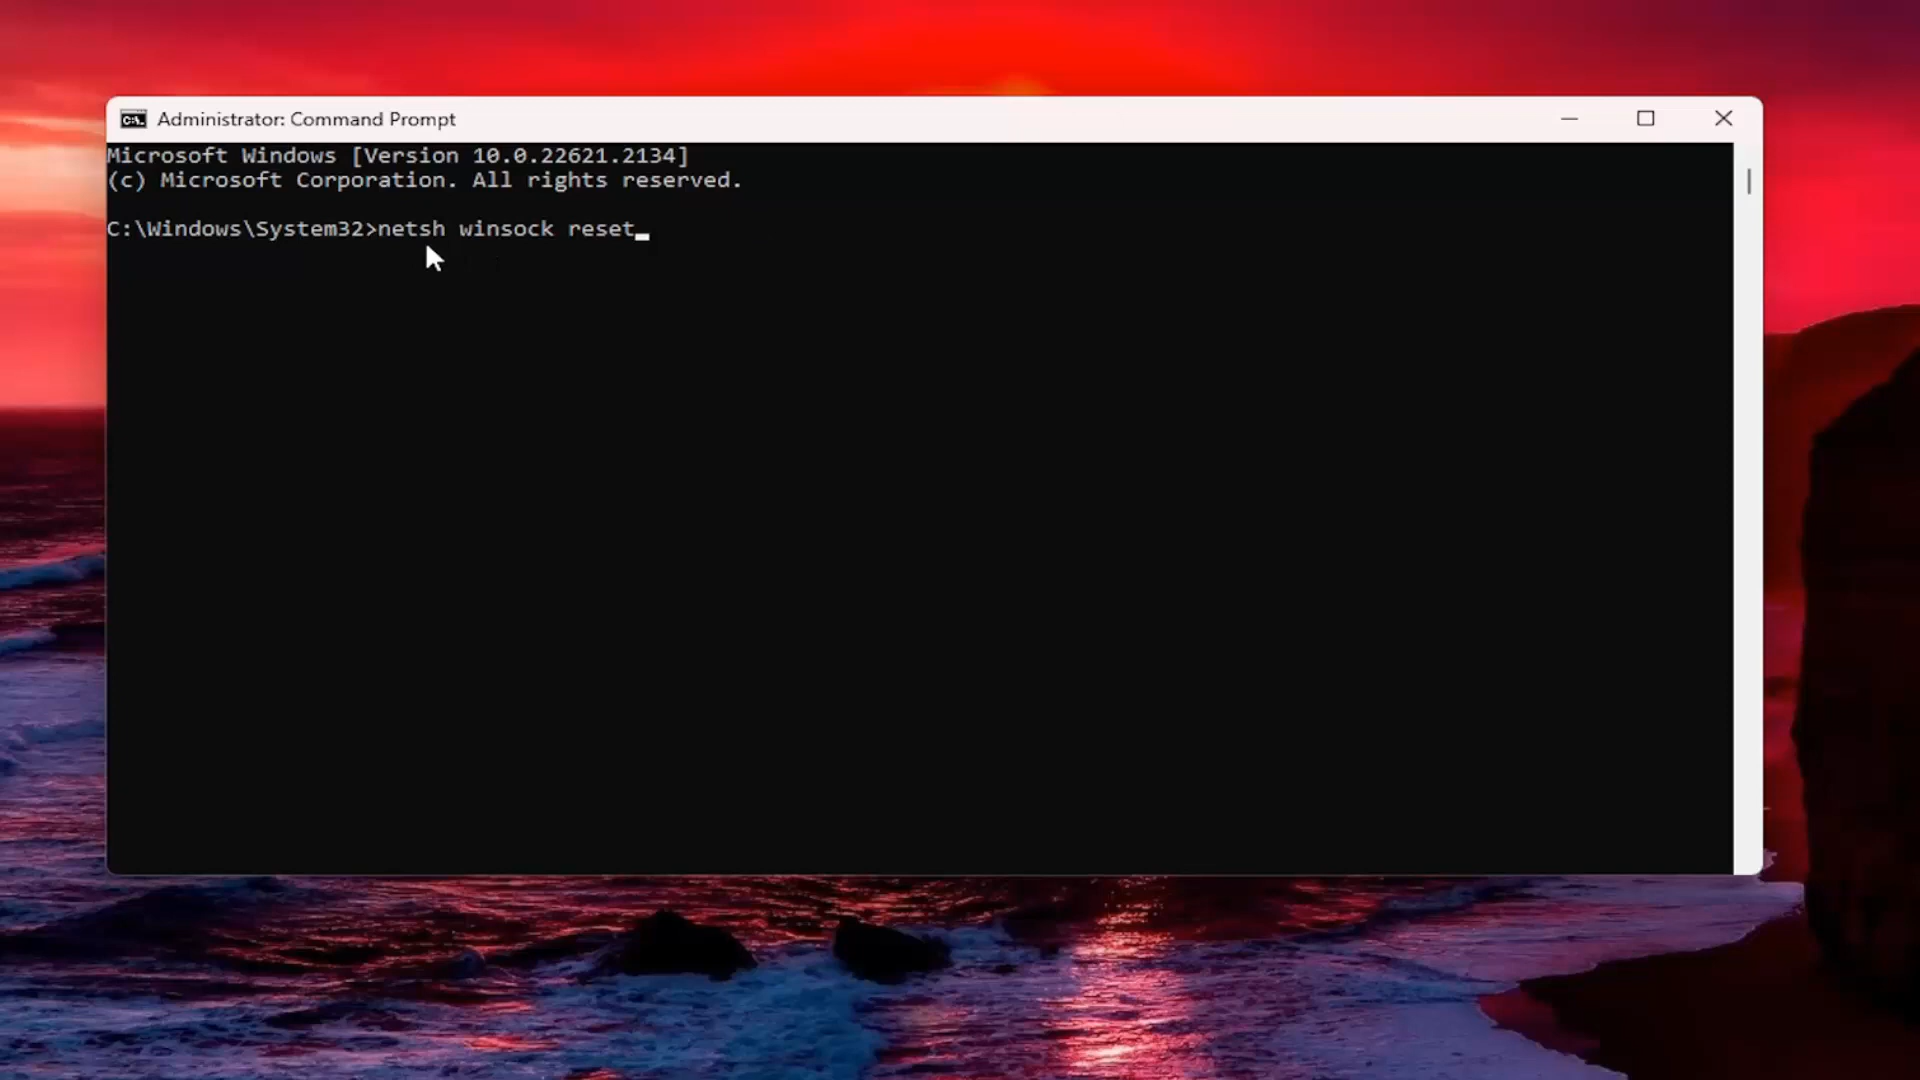 Administrator: Command Prompt
Microsoft Windows [Version 10.0.22621.2134]
(c) Microsoft Corporation. All rights reserved.
C:\Windows\System32>netsh winsock reset